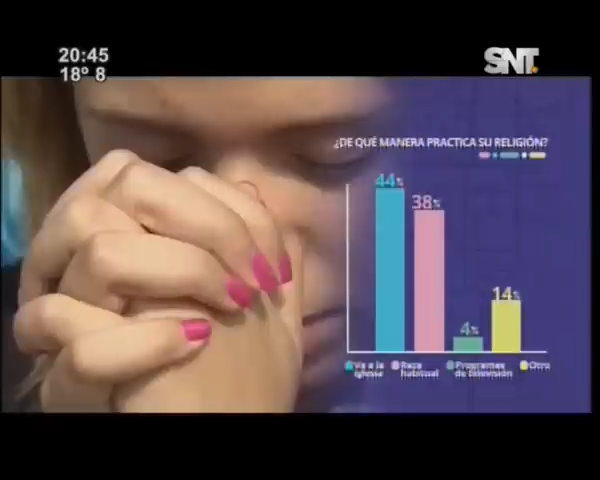 20:45
18° 8
SNT.
¿DE QUÉ MANERA PRACTICA SU RELIGIÓN?
44%
38%
4%
14%
Va a la iglesia
Reza habitual
Programas de televisión
Otro